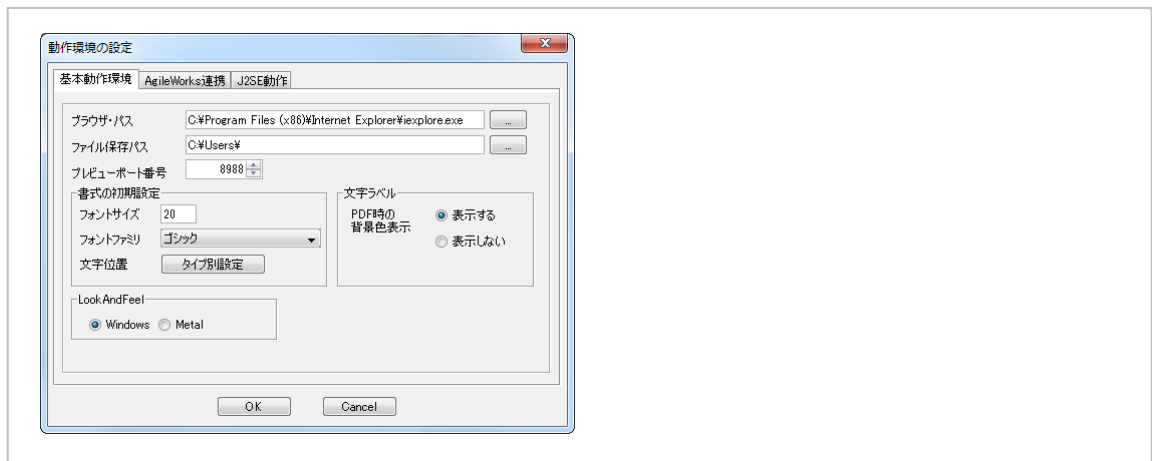 動作環境の設定
基本動作環境 AgileWorks連携 J2SE動作
ブラウザ・パス C:¥Program Files (x86)¥Internet Explorer¥iexplore.exe ...
ファイル保存パス C:¥Users¥ ...
プレビューポート番号 8988
書式の初期設定
フォントサイズ 20
フォントファミリ ゴシック
文字位置 タイプ別設定
文字ラベル
PDF時の
背景色表示
表示する
表示しない
LookAndFeel
Windows Metal
OK Cancel